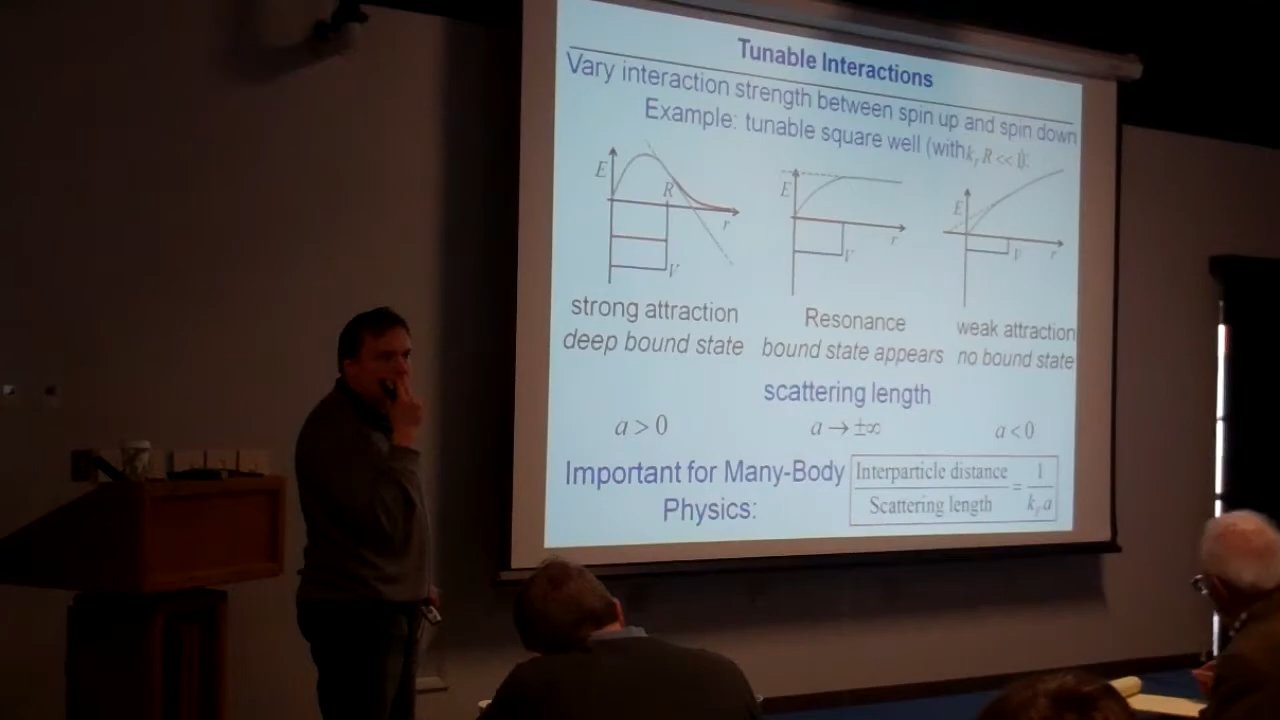 Tunable Interactions
Vary interaction strength between spin up and spin down
Example: tunable square well (with k_F R << 1):
E R r V
E r V
E r V
strong attraction Resonance weak attraction
deep bound state bound state appears no bound state
scattering length
a > 0 a → ±∞ a < 0
Important for Many-Body Physics:
Interparticle distance / Scattering length = 1 / k_F a